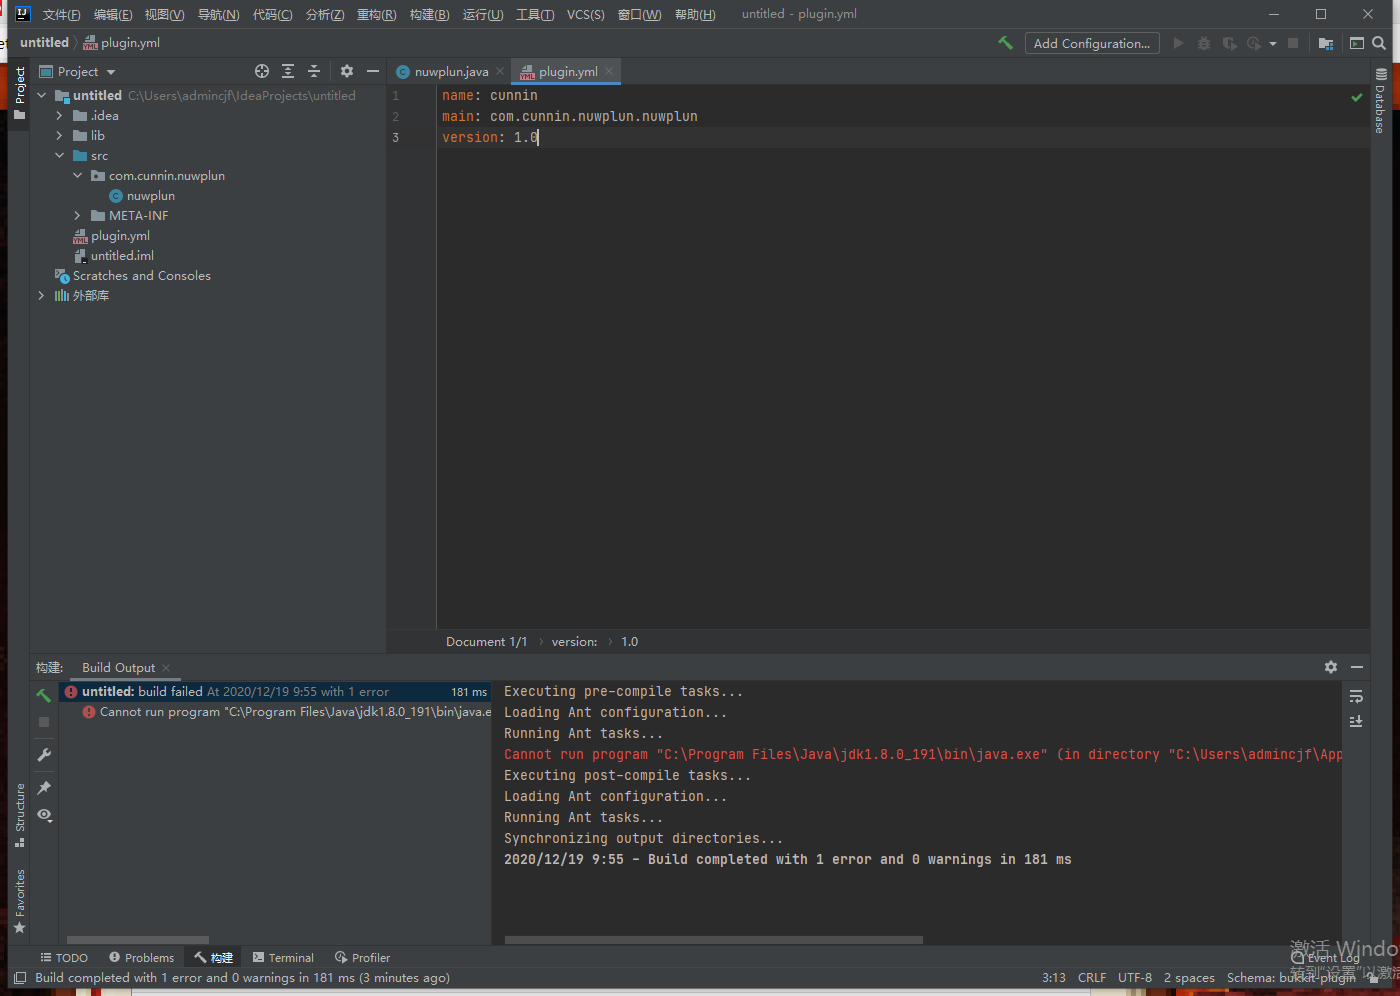 文件(F) 编辑(E) 视图(V) 导航(N) 代码(C) 分析(Z) 重构(R) 构建(B) 运行(U) 工具(T) VCS(S) 窗口(W) 帮助(H) untitled - plugin.yml
untitled plugin.yml Add Configuration...
Project
Project
nuwplun.java
plugin.yml
Database
untitled C:\Users\admincjf\IdeaProjects\untitled
.idea
lib
src
com.cunnin.nuwplun
nuwplun
META-INF
plugin.yml
untitled.iml
Scratches and Consoles
外部库
1 name: cunnin
2 main: com.cunnin.nuwplun.nuwplun
3 version: 1.0
Document 1/1 version: 1.0
构建: Build Output
untitled: build failed At 2020/12/19 9:55 with 1 error 181 ms
Cannot run program "C:\Program Files\Java\jdk1.8.0_191\bin\java.e
Executing pre-compile tasks...
Loading Ant configuration...
Running Ant tasks...
Cannot run program "C:\Program Files\Java\jdk1.8.0_191\bin\java.exe" (in directory "C:\Users\admincjf\App
Executing post-compile tasks...
Loading Ant configuration...
Running Ant tasks...
Synchronizing output directories...
2020/12/19 9:55 - Build completed with 1 error and 0 warnings in 181 ms
Structure
Favorites
TODO Problems 构建 Terminal Profiler Event Log
激活 Windo
转到"设置"以激活
Build completed with 1 error and 0 warnings in 181 ms (3 minutes ago) 3:13 CRLF UTF-8 2 spaces Schema: bukkit-plugin